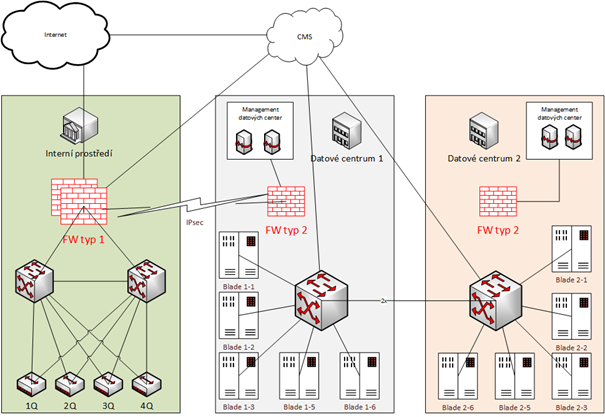 Internet
CMS
Interní prostředí
FW typ 1
1Q
2Q
3Q
4Q
IPsec
Management
datových center
Datové centrum 1
FW typ 2
Blade 1-1
Blade 1-2
Blade 1-3
Blade 1-5
Blade 1-6
2x
Datové centrum 2
Management
datových center
FW typ 2
Blade 2-1
Blade 2-2
Blade 2-6
Blade 2-5
Blade 2-3